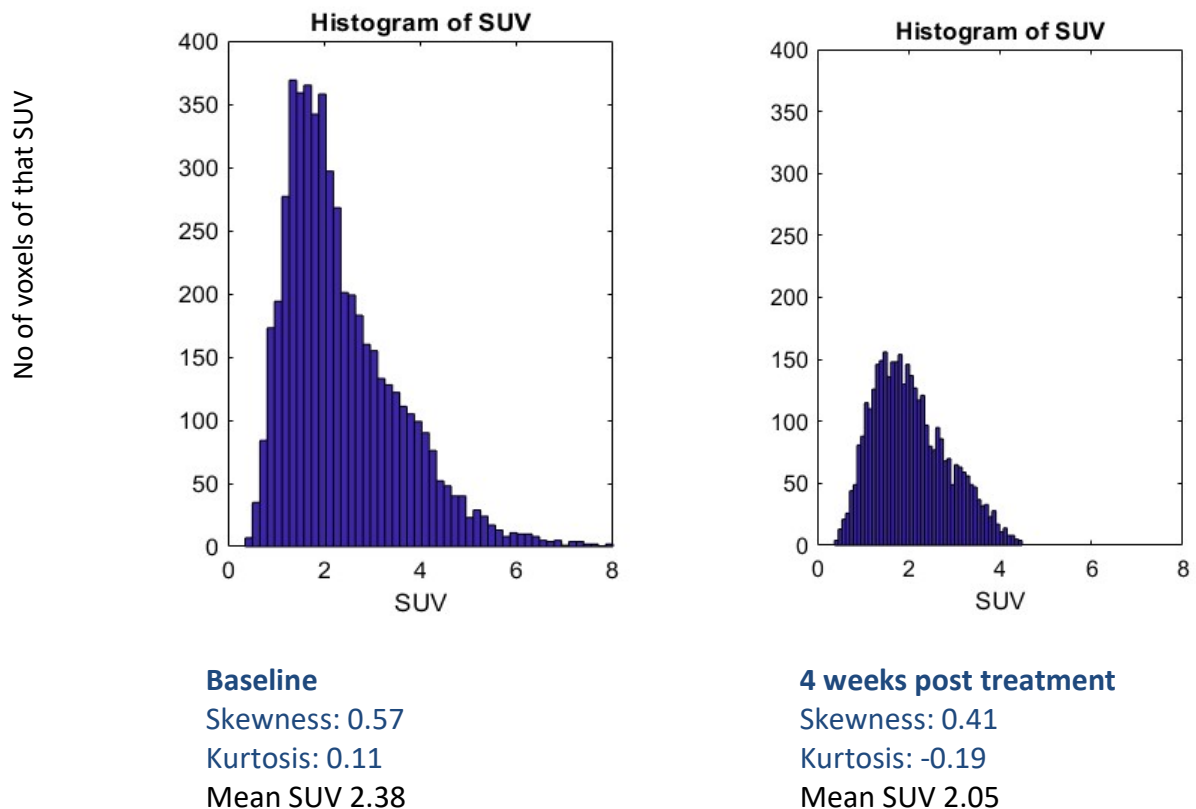 Histogram of SUV
No of voxels of that SUV
400
350
300
250
200
150
100
50
0
0 2 4 6 8
SUV
Baseline
Skewness: 0.57
Kurtosis: 0.11
Mean SUV 2.38
Histogram of SUV
400
350
300
250
200
150
100
50
0
0 2 4 6 8
SUV
4 weeks post treatment
Skewness: 0.41
Kurtosis: -0.19
Mean SUV 2.05